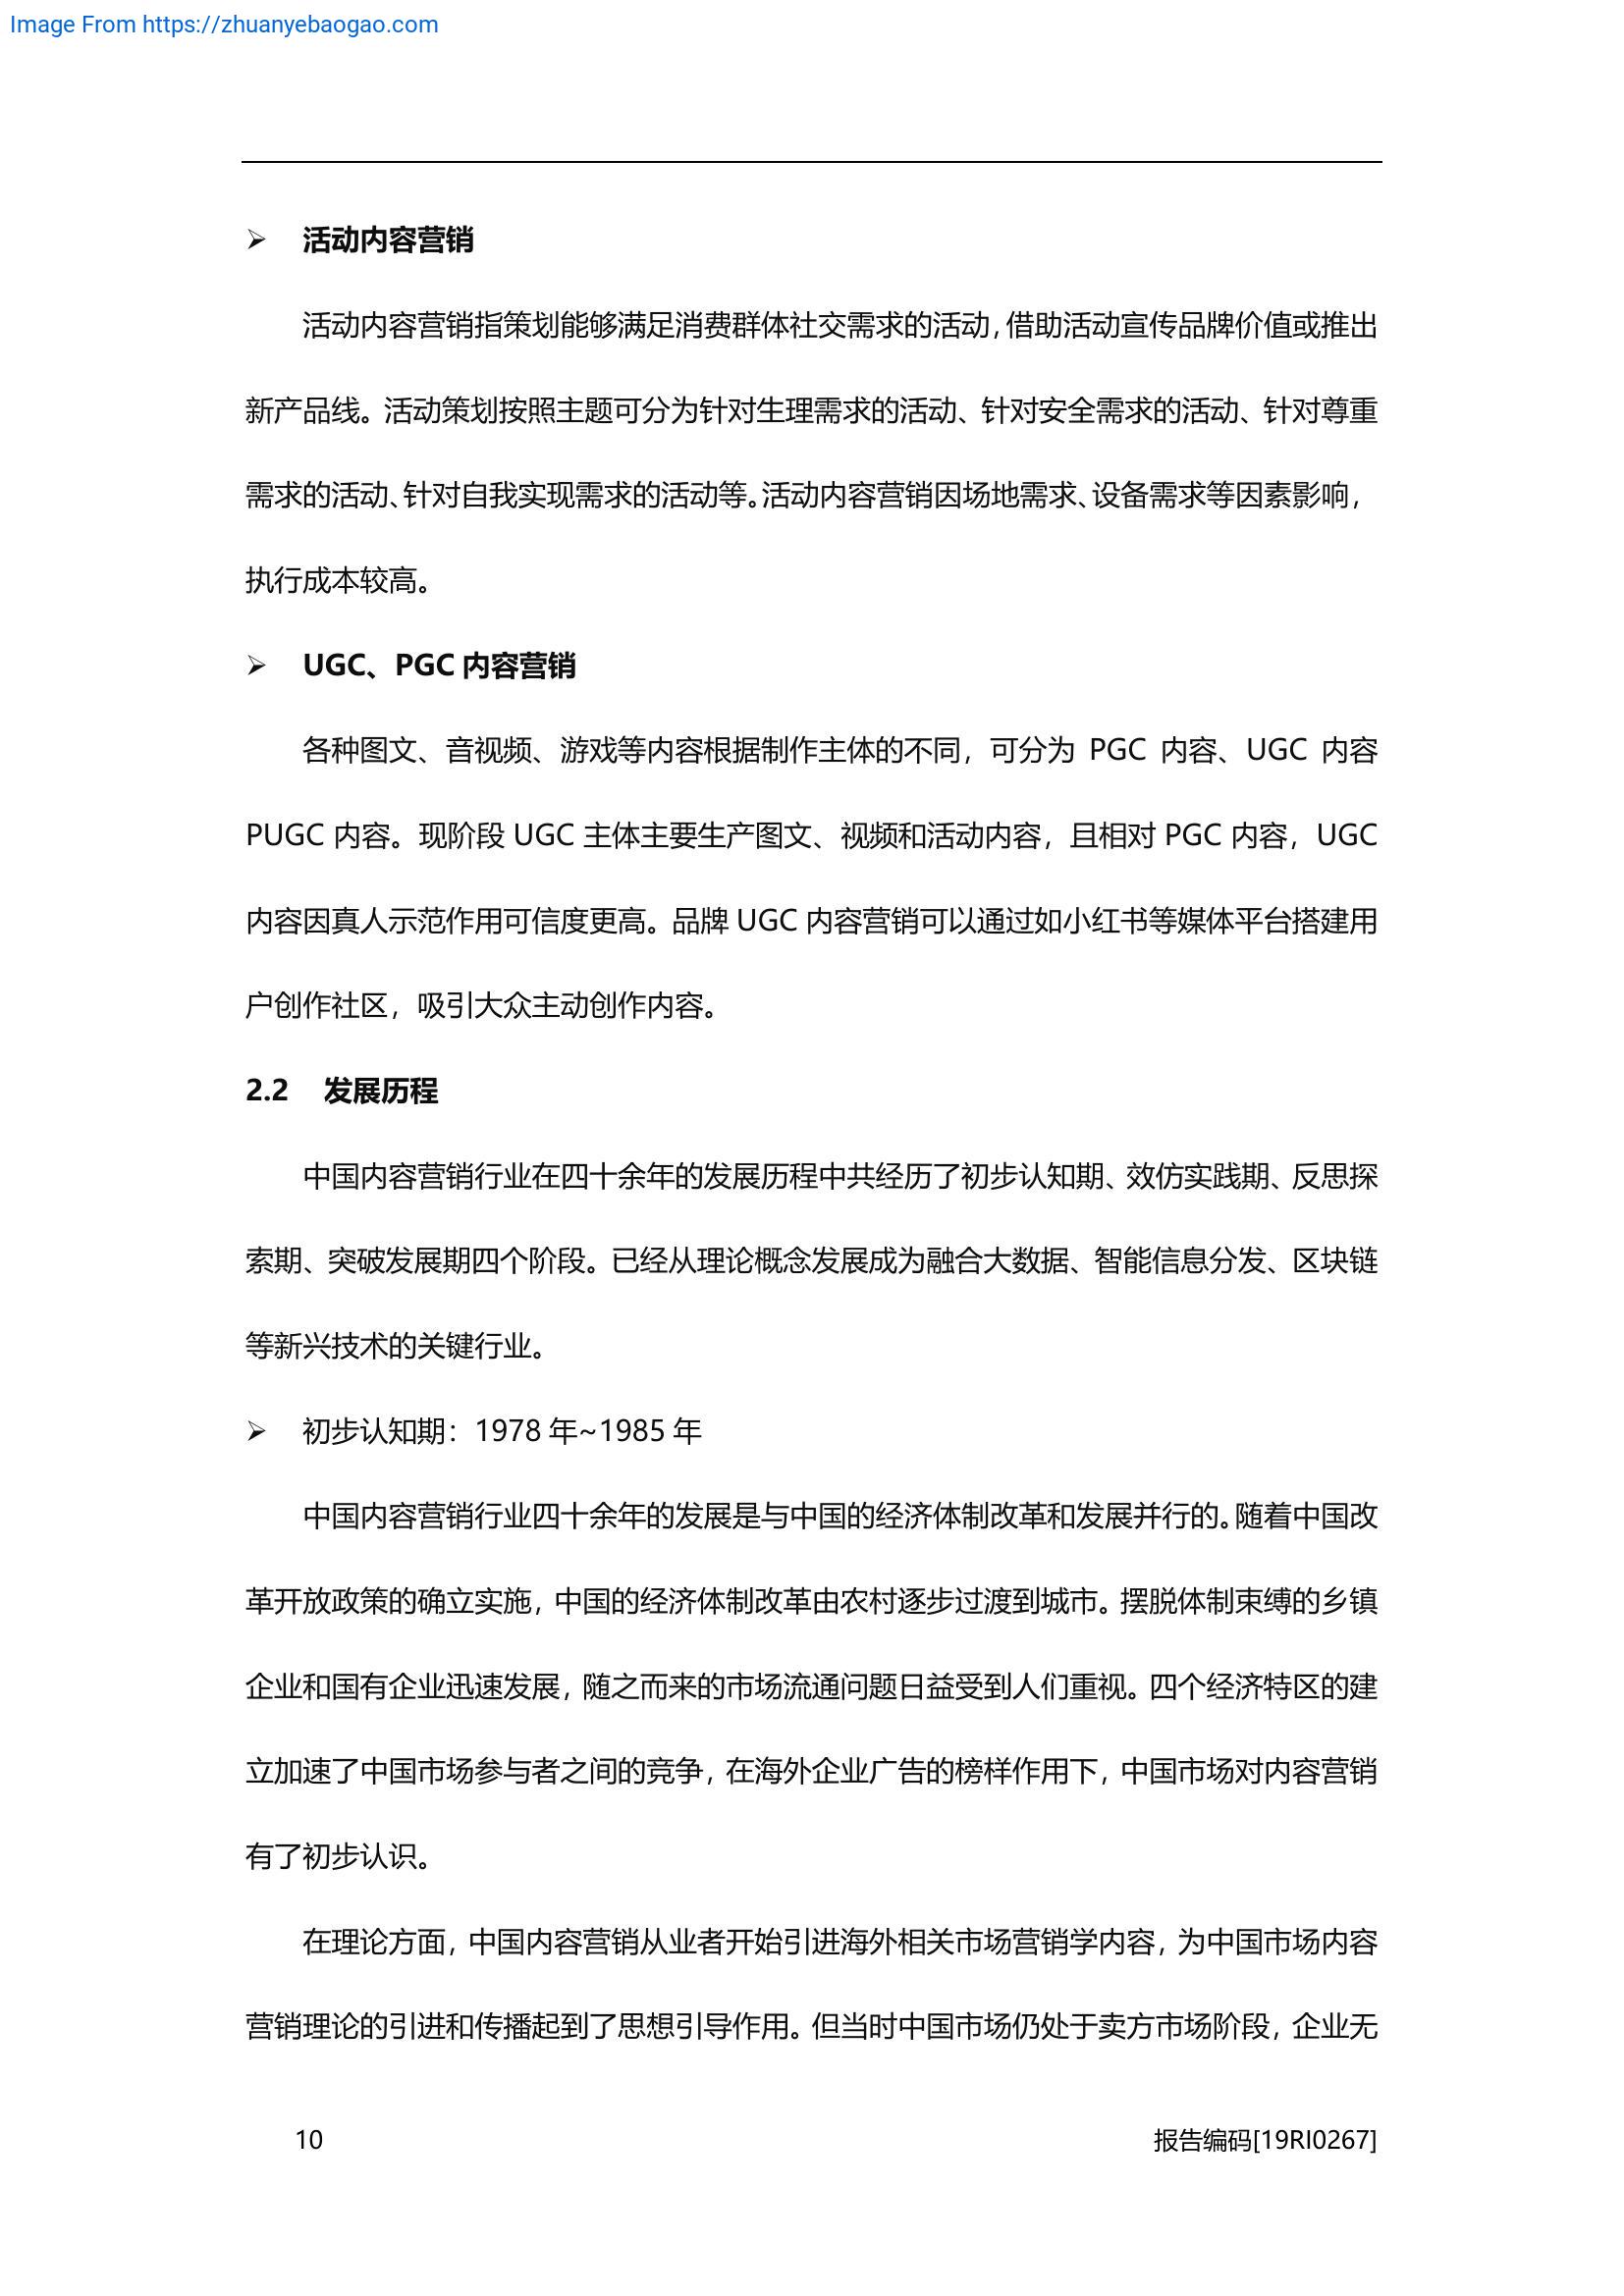 Image From https://zhuanyebaogao.com
➢ 活动内容营销
活动内容营销指策划能够满足消费群体社交需求的活动，借助活动宣传品牌价值或推出
新产品线。活动策划按照主题可分为针对生理需求的活动、针对安全需求的活动、针对尊重
需求的活动、针对自我实现需求的活动等。活动内容营销因场地需求、设备需求等因素影响，
执行成本较高。
➢ UGC、PGC 内容营销
各种图文、音视频、游戏等内容根据制作主体的不同，可分为 PGC 内容、UGC 内容
PUGC 内容。现阶段 UGC 主体主要生产图文、视频和活动内容，且相对 PGC 内容，UGC
内容因真人示范作用可信度更高。品牌 UGC 内容营销可以通过如小红书等媒体平台搭建用
户创作社区，吸引大众主动创作内容。
2.2 发展历程
中国内容营销行业在四十余年的发展历程中共经历了初步认知期、效仿实践期、反思探
索期、突破发展期四个阶段。已经从理论概念发展成为融合大数据、智能信息分发、区块链
等新兴技术的关键行业。
➢ 初步认知期：1978 年~1985 年
中国内容营销行业四十余年的发展是与中国的经济体制改革和发展并行的。随着中国改
革开放政策的确立实施，中国的经济体制改革由农村逐步过渡到城市。摆脱体制束缚的乡镇
企业和国有企业迅速发展，随之而来的市场流通问题日益受到人们重视。四个经济特区的建
立加速了中国市场参与者之间的竞争，在海外企业广告的榜样作用下，中国市场对内容营销
有了初步认识。
在理论方面，中国内容营销从业者开始引进海外相关市场营销学内容，为中国市场内容
营销理论的引进和传播起到了思想引导作用。但当时中国市场仍处于卖方市场阶段，企业无
10 报告编码[19RI0267]